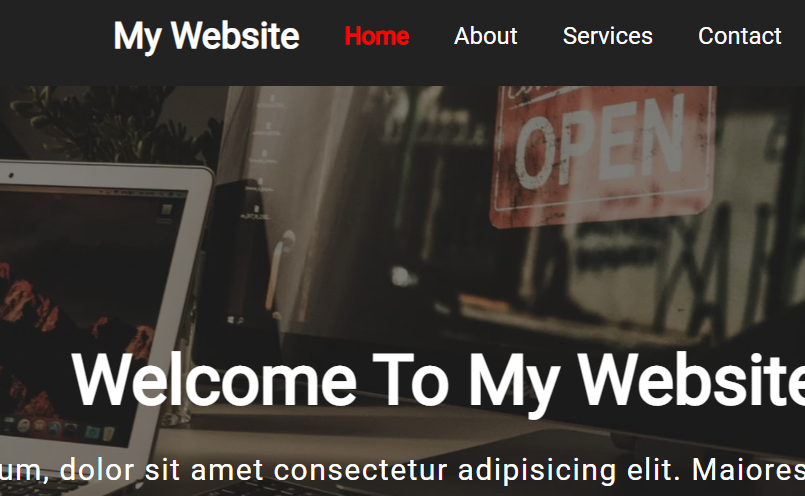 My Website Home About Services Contact
OPEN
Welcome To My Website
um, dolor sit amet consectetur adipisicing elit. Maiores